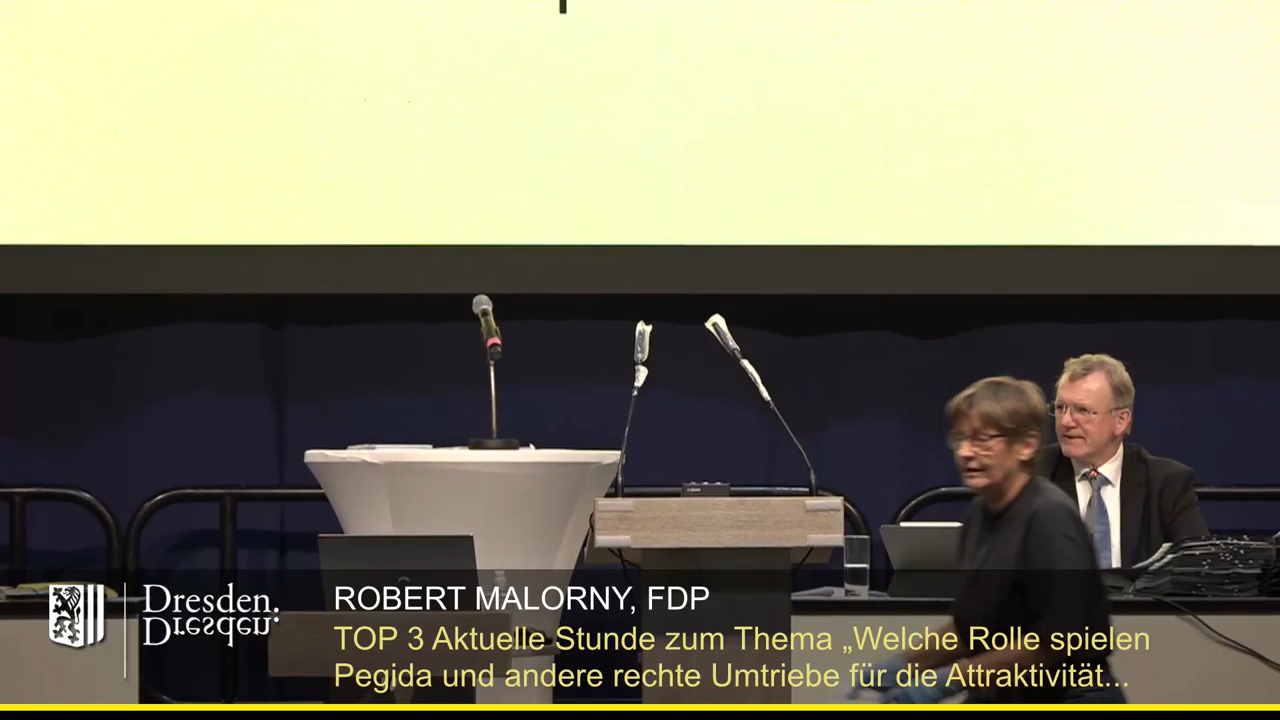 Dresden.
Dresden.
ROBERT MALORNY, FDP
TOP 3 Aktuelle Stunde zum Thema „Welche Rolle spielen
Pegida und andere rechte Umtriebe für die Attraktivität...